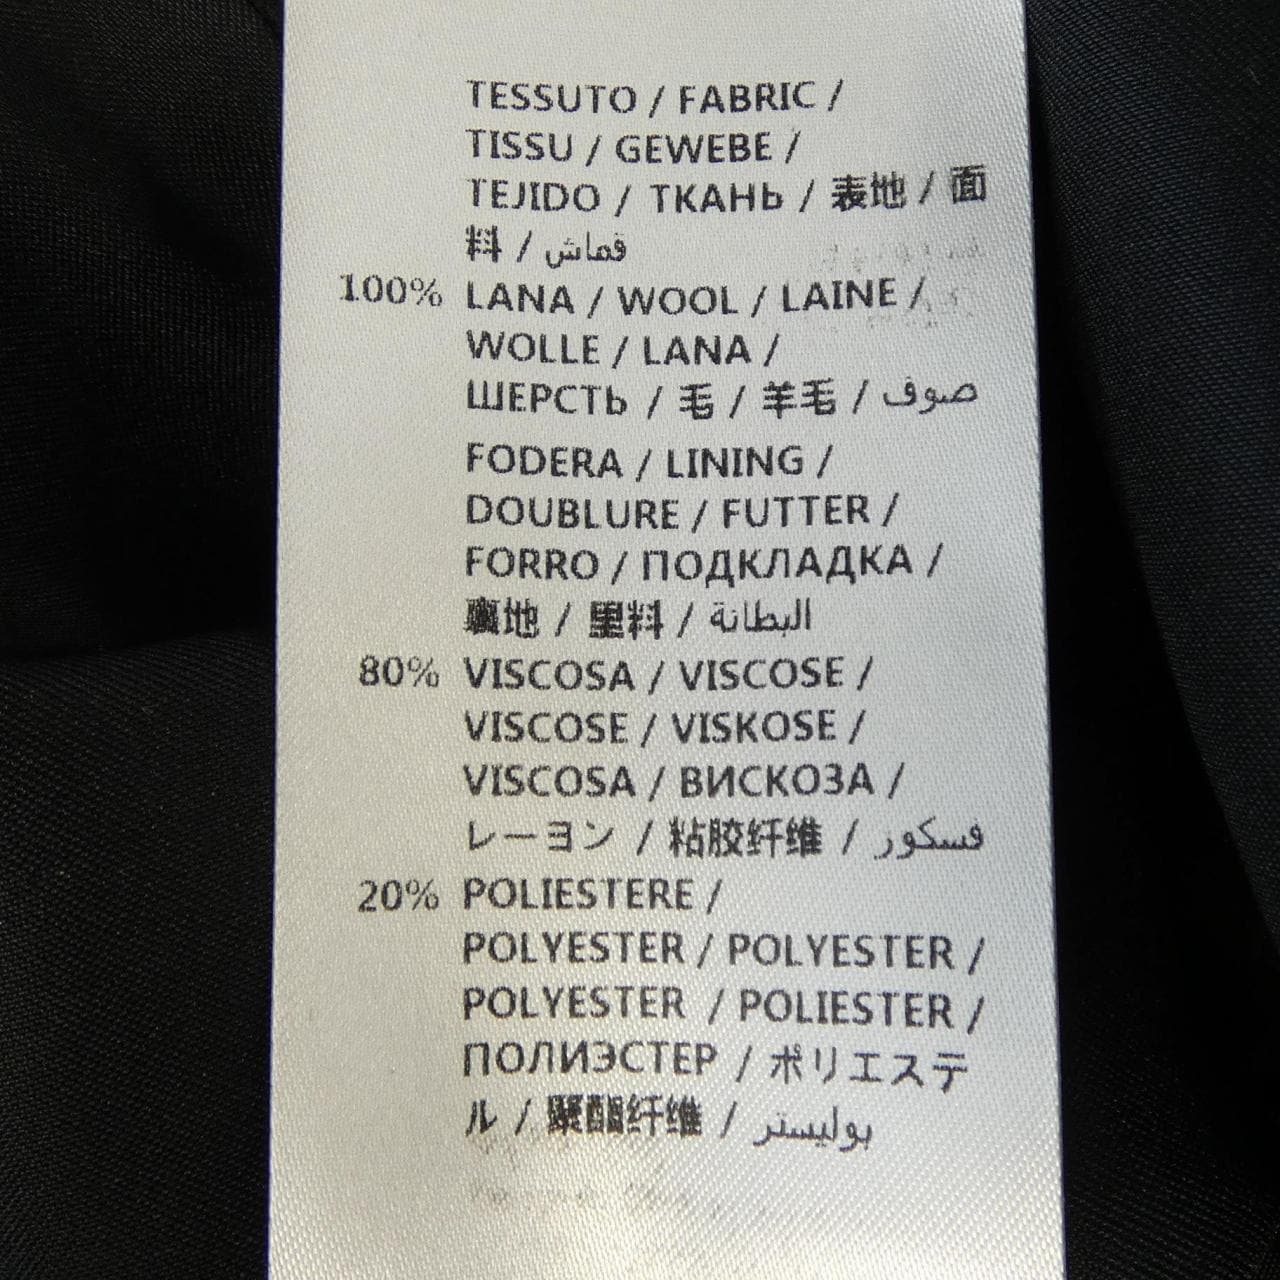 TESSUTO / FABRIC /
TISSU / GEWEBE /
TEJIDO / ТКАНЬ / 表地 / 面
料 / قماش
100% LANA / WOOL / LAINE /
WOLLE / LANA /
ШЕРСТЬ / 毛 / 羊毛 / صوف
FODERA / LINING /
DOUBLURE / FUTTER /
FORRO / ПОДКЛАДКА /
裏地 / 里料 / البطانة
80% VISCOSA / VISCOSE /
VISCOSE / VISKOSE /
VISCOSA / ВИСКОЗА /
レーヨン / 粘胶纤维 / فسكور
20% POLIESTERE /
POLYESTER / POLYESTER /
POLYESTER / POLIESTER /
ПОЛИЭСТЕР / ポリエステ
ル / 聚酯纤维 / بوليستر